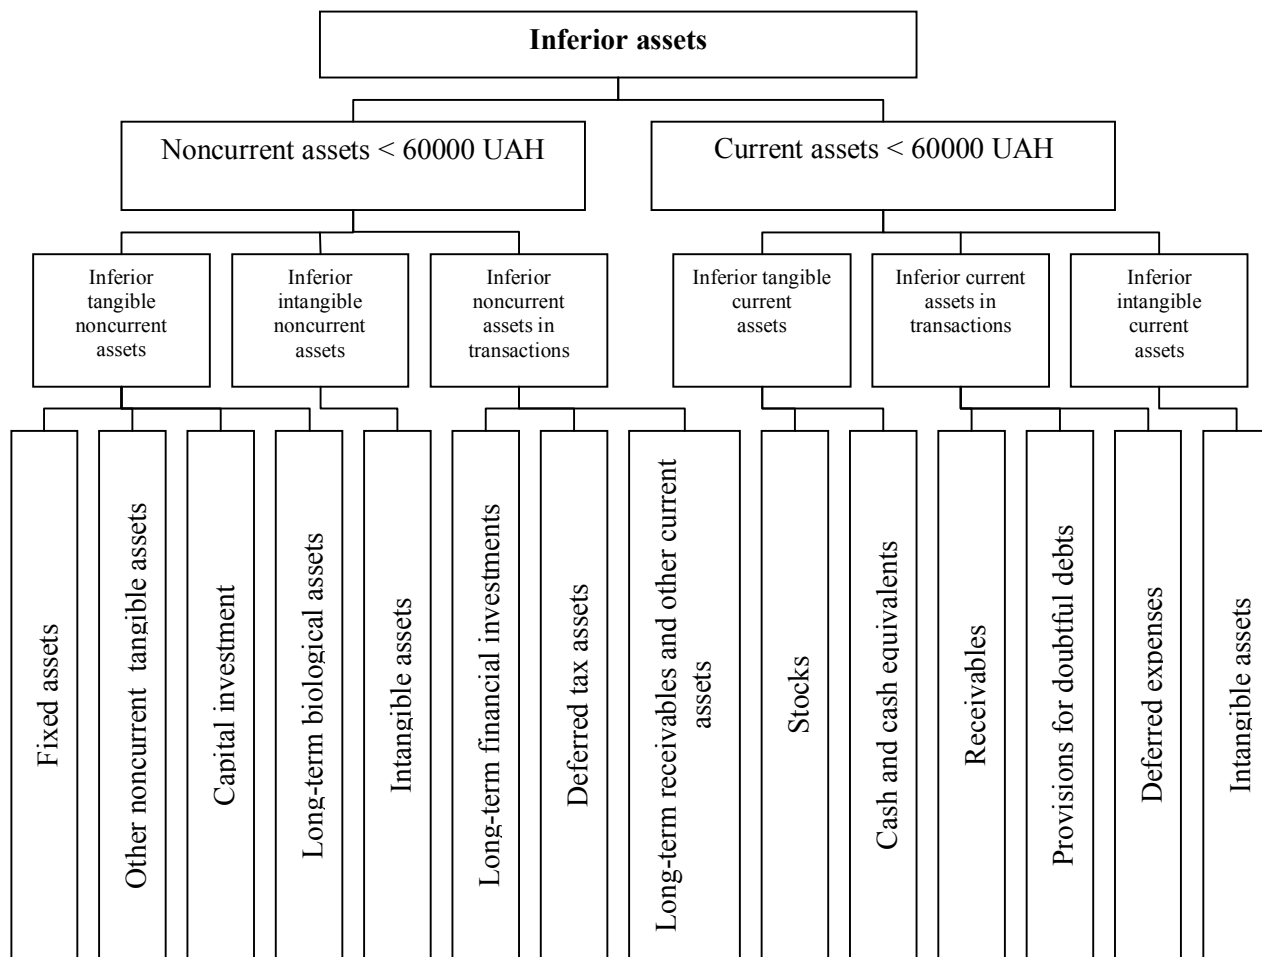 Inferior assets
Noncurrent assets < 60000 UAH
Current assets < 60000 UAH
Inferior
tangible
noncurrent
assets
Inferior
intangible
noncurrent
assets
Inferior
noncurrent
assets in
transactions
Inferior tangible
current
assets
Inferior current
assets in
transactions
Inferior
intangible
current
assets
Fixed assets
Other noncurrent tangible assets
Capital investment
Long-term biological assets
Intangible assets
Long-term financial investments
Deferred tax assets
Long-term receivables and other current
assets
Stocks
Cash and cash equivalents
Receivables
Provisions for doubtful debts
Deferred expenses
Intangible assets